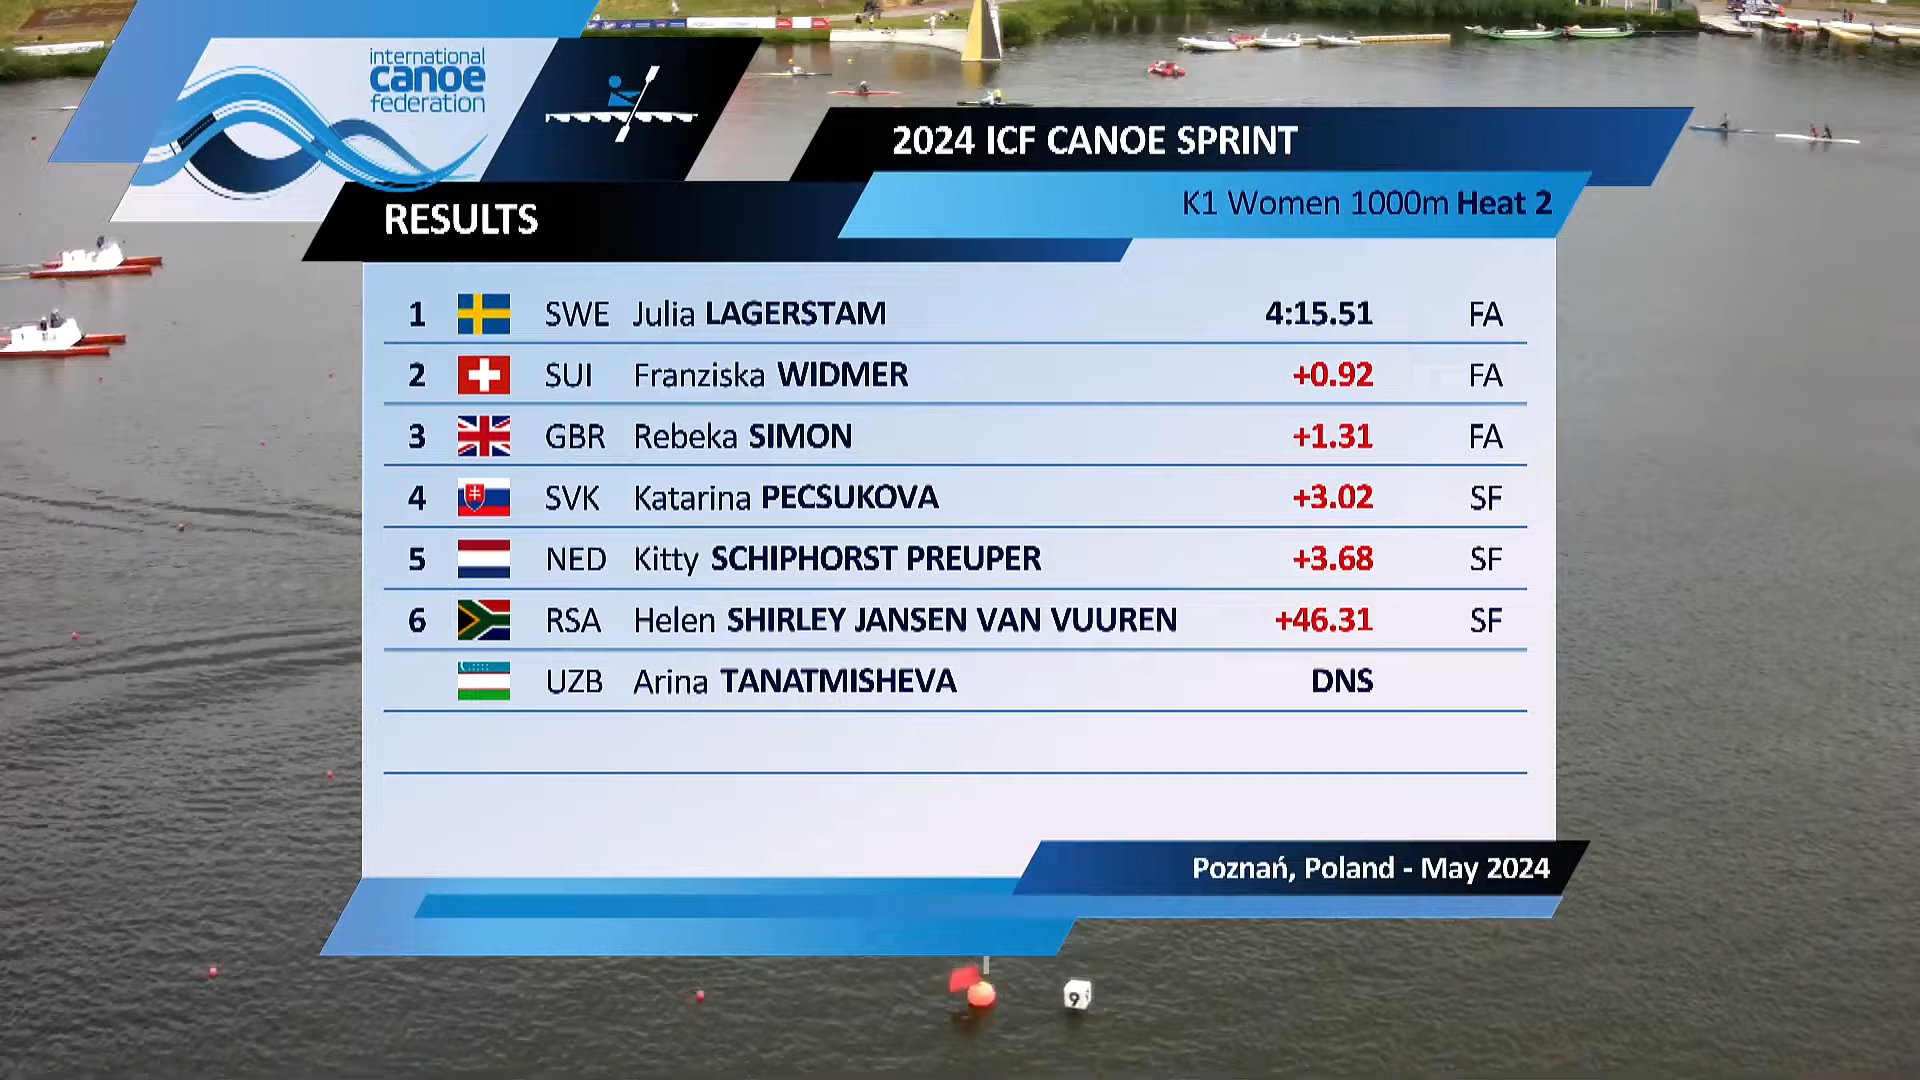 international
canoe
federation
2024 ICF CANOE SPRINT
K1 Women 1000m Heat 2
RESULTS
1 SWE Julia LAGERSTAM 4:15.51 FA
2 SUI Franziska WIDMER +0.92 FA
3 GBR Rebeka SIMON +1.31 FA
4 SVK Katarina PECSUKOVA +3.02 SF
5 NED Kitty SCHIPHORST PREUPER +3.68 SF
6 RSA Helen SHIRLEY JANSEN VAN VUUREN +46.31 SF
UZB Arina TANATMISHEVA DNS
Poznań, Poland - May 2024
9